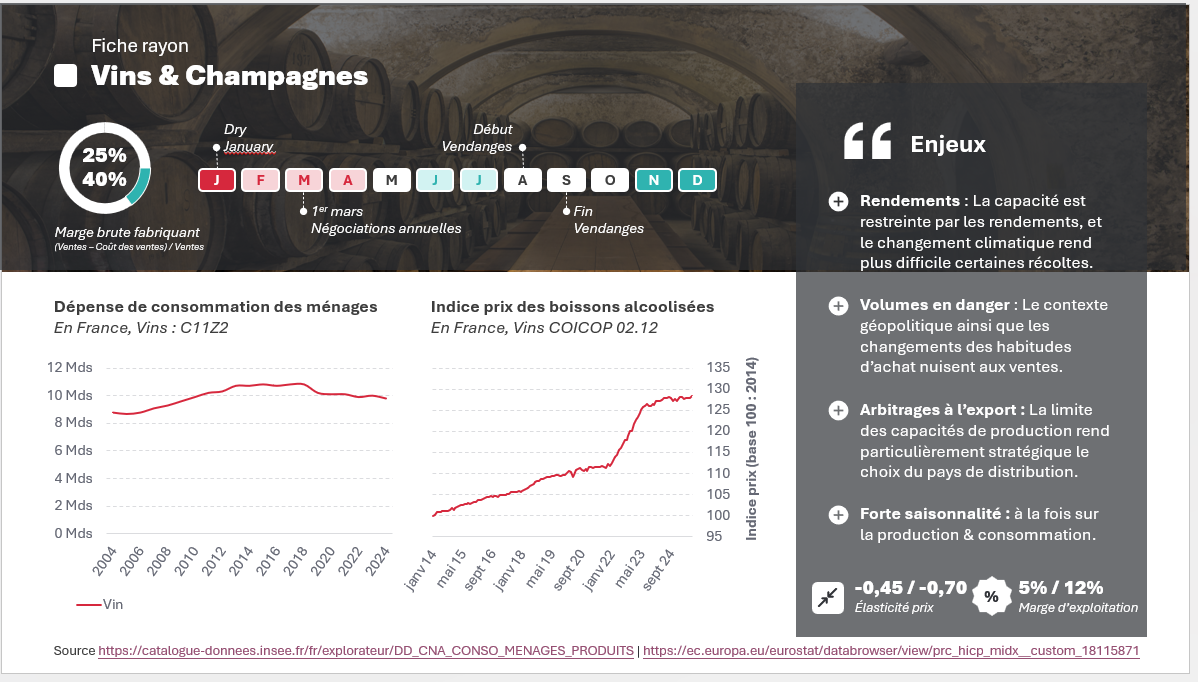 Fiche rayon
Vins & Champagnes
25%
40%
Marge brute fabriquant
(Ventes – Coût des ventes) / Ventes
Dry
January
Début
Vendanges
J F M A M J J A S O N D
1er mars
Négociations annuelles
Fin
Vendanges
Enjeux
Rendements : La capacité est
restreinte par les rendements, et
le changement climatique rend
plus difficile certaines récoltes.
Volumes en danger : Le contexte
géopolitique ainsi que les
changements des habitudes
d'achat nuisent aux ventes.
Arbitrages à l'export : La limite
des capacités de production rend
particulièrement stratégique le
choix du pays de distribution.
Forte saisonnalité : à la fois sur
la production & consommation.
-0,45 / -0,70
Élasticité prix
%
5% / 12%
Marge d'exploitation
Dépense de consommation des ménages
En France, Vins : C11Z2
12 Mds
10 Mds
8 Mds
6 Mds
4 Mds
2 Mds
0 Mds
2004 2006 2008 2010 2012 2014 2016 2018 2020 2022 2024
Vin
Indice prix des boissons alcoolisées
En France, Vins COICOP 02.12
135
130
125
120
115
110
105
100
95
Indice prix (base 100 : 2014)
janv 14 mai 15 sept 16 janv 18 mai 19 sept 20 janv 22 mai 23 sept 24
Source https://catalogue-donnees.insee.fr/fr/explorateur/DD_CNA_CONSO_MENAGES_PRODUITS | https://ec.europa.eu/eurostat/databrowser/view/prc_hicp_midx__custom_18115871